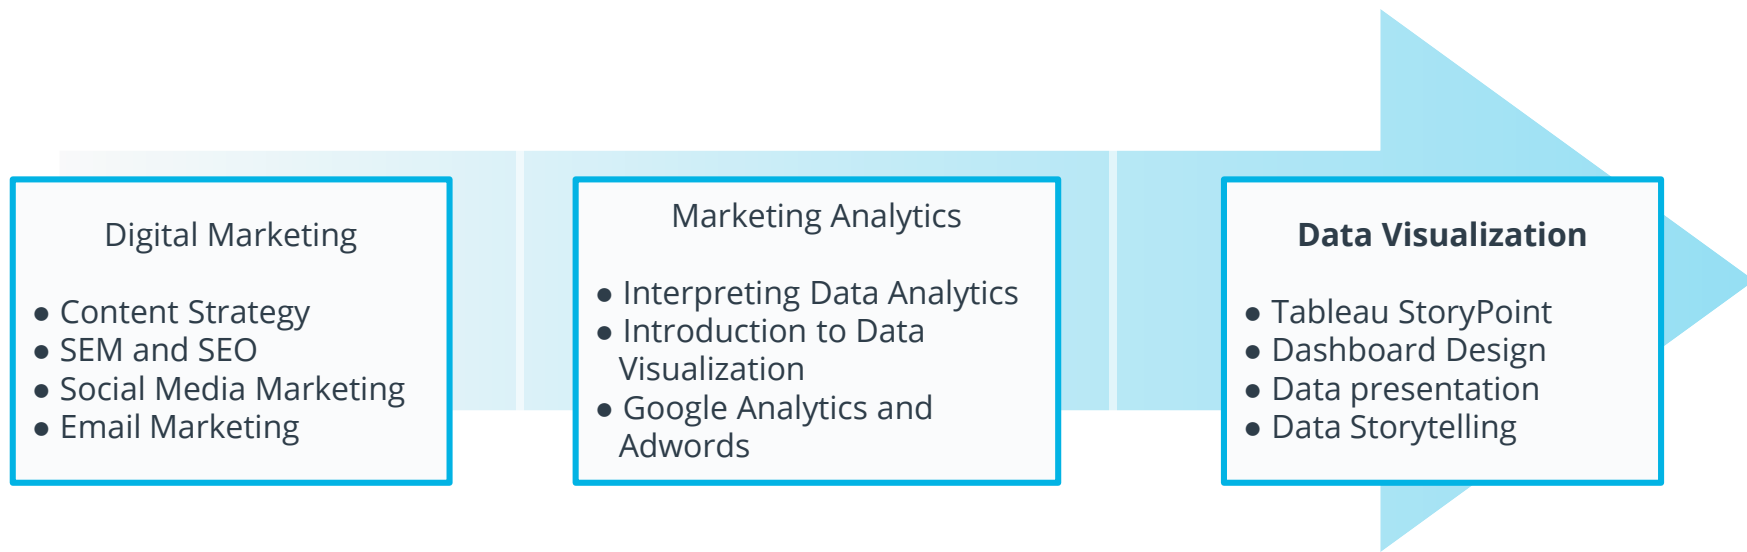 Digital Marketing
● Content Strategy
● SEM and SEO
● Social Media Marketing
● Email Marketing
Marketing Analytics
● Interpreting Data Analytics
● Introduction to Data
Visualization
● Google Analytics and
Adwords
Data Visualization
● Tableau StoryPoint
● Dashboard Design
● Data presentation
● Data Storytelling